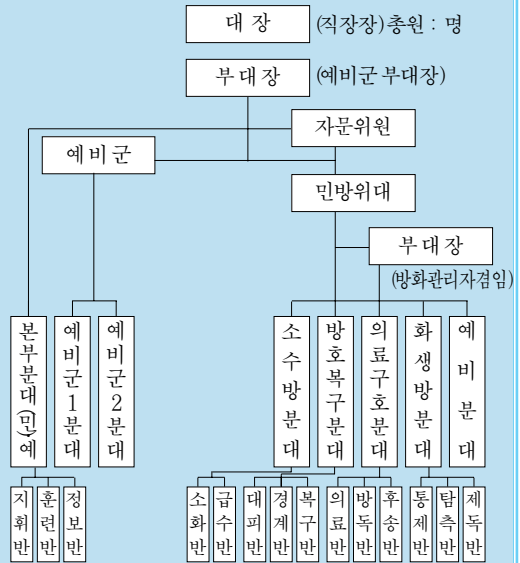 대 장 (직장장) 총원 : 명
부대장 (예비군 부대장)
자문위원
예비군
민방위대
부대장
(방화관리자겸임)
본부분대(민)예
예비군1분대
예비군2분대
소수방분대
방호복구분대
의료구호분대
화생방분대
예비분대
지휘반
훈련반
정보반
소화반
급수반
대피반
경계반
복구반
의료반
방독반
후송반
통제반
탐측반
제독반